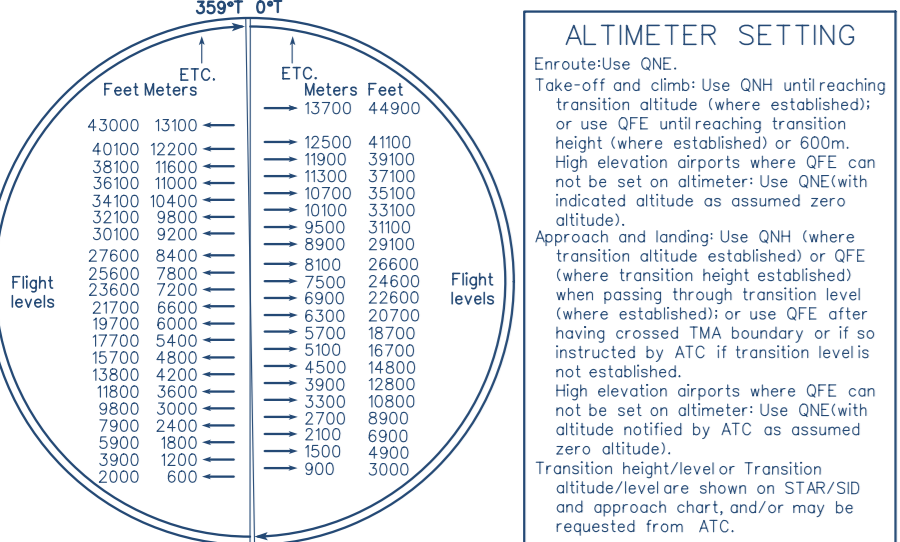 359°T 0°T
ETC.
Feet Meters
43000 13100
40100 12200
38100 11600
36100 11000
34100 10400
32100 9800
30100 9200
27600 8400
25600 7800
23600 7200
21700 6600
19700 6000
17700 5400
15700 4800
13800 4200
11800 3600
9800 3000
7900 2400
5900 1800
3900 1200
2000 600
Flight
levels
ETC.
Meters Feet
13700 44900
12500 41100
11900 39100
11300 37100
10700 35100
10100 33100
9500 31100
8900 29100
8100 26600
7500 24600
6900 22600
6300 20700
5700 18700
5100 16700
4500 14800
3900 12800
3300 10800
2700 8900
2100 6900
1500 4900
900 3000
Flight
levels
ALTIMETER SETTING
Enroute:Use QNE.
Take-off and climb: Use QNH until reaching
transition altitude (where established);
or use QFE until reaching transition
height (where established) or 600m.
High elevation airports where QFE can
not be set on altimeter: Use QNE(with
indicated altitude as assumed zero
altitude).
Approach and landing: Use QNH (where
transition altitude established) or QFE
(where transition height established)
when passing through transition level
(where established); or use QFE after
having crossed TMA boundary or if so
instructed by ATC if transition level is
not established.
High elevation airports where QFE can
not be set on altimeter: Use QNE(with
altitude notified by ATC as assumed
zero altitude).
Transition height/level or Transition
altitude/level are shown on STAR/SID
and approach chart, and/or may be
requested from ATC.